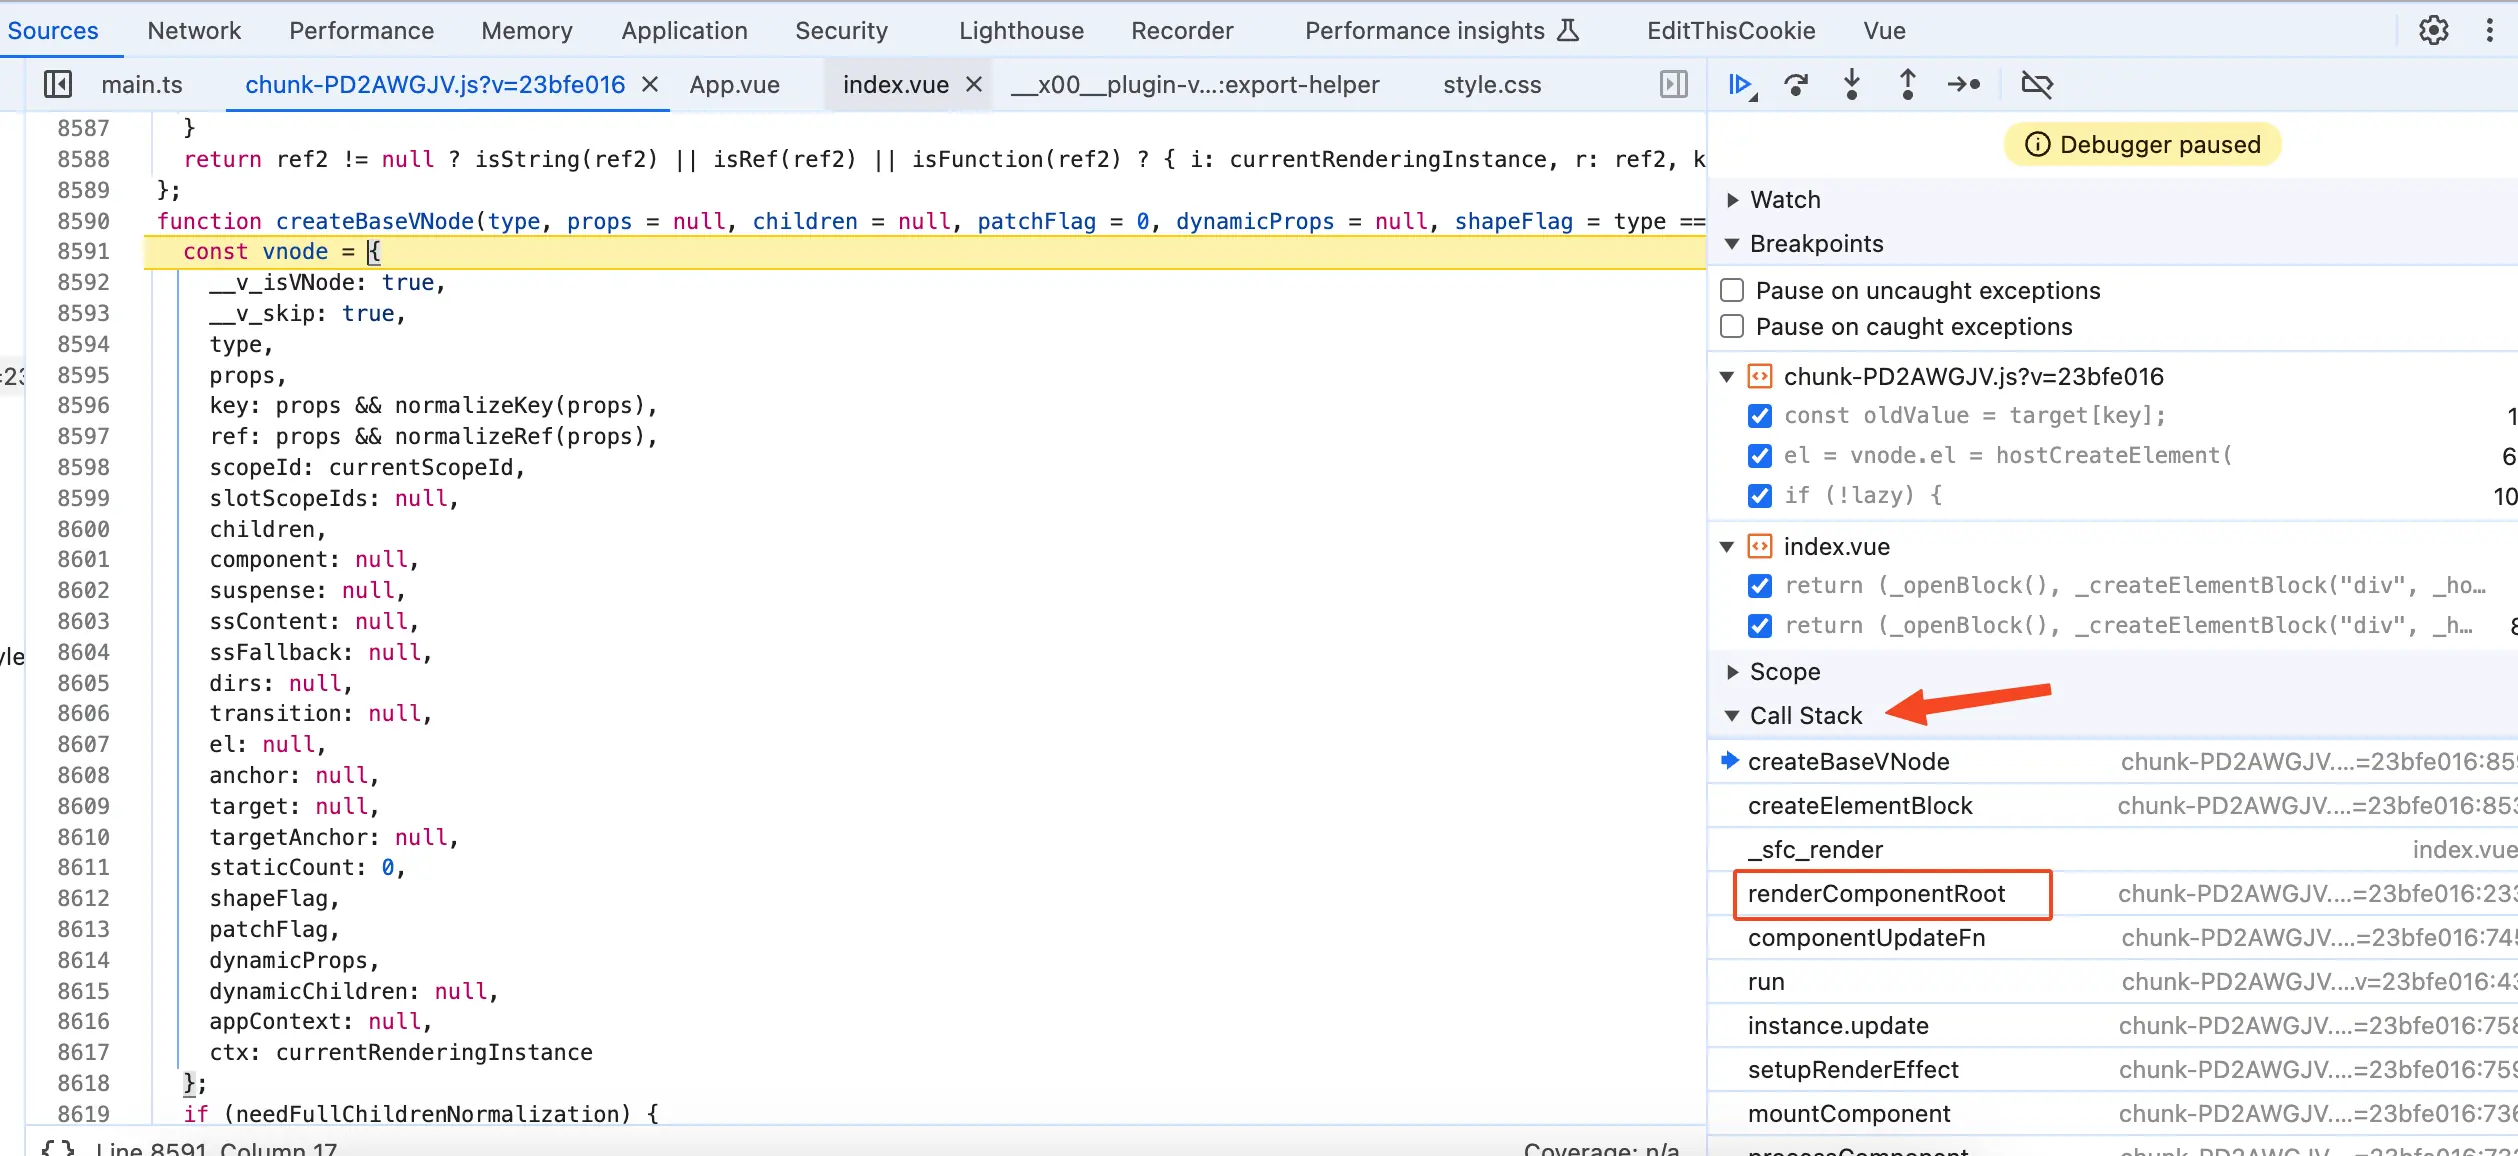 Sources Network Performance Memory Application Security Lighthouse Recorder Performance insights EditThisCookie Vue
main.ts chunk-PD2AWGJV.js?v=23bfe016 App.vue index.vue __x00__plugin-v...:export-helper style.css
8587 }
8588 return ref2 != null ? isString(ref2) || isRef(ref2) || isFunction(ref2) ? { i: currentRenderingInstance, r: ref2, k
8589 };
8590 function createBaseVNode(type, props = null, children = null, patchFlag = 0, dynamicProps = null, shapeFlag = type ==
8591 const vnode = {
8592 __v_isVNode: true,
8593 __v_skip: true,
8594 type,
8595 props,
8596 key: props && normalizeKey(props),
8597 ref: props && normalizeRef(props),
8598 scopeId: currentScopeId,
8599 slotScopeIds: null,
8600 children,
8601 component: null,
8602 suspense: null,
8603 ssContent: null,
8604 ssFallback: null,
8605 dirs: null,
8606 transition: null,
8607 el: null,
8608 anchor: null,
8609 target: null,
8610 targetAnchor: null,
8611 staticCount: 0,
8612 shapeFlag,
8613 patchFlag,
8614 dynamicProps,
8615 dynamicChildren: null,
8616 appContext: null,
8617 ctx: currentRenderingInstance
8618 };
8619 if (needFullChildrenNormalization) {
{ } Line 8591, Column 17 Coverage: n/a
=23
yle
Debugger paused
Watch
Breakpoints
Pause on uncaught exceptions
Pause on caught exceptions
chunk-PD2AWGJV.js?v=23bfe016
const oldValue = target[key]; 1
el = vnode.el = hostCreateElement( 6
if (!lazy) { 10
index.vue
return (_openBlock(), _createElementBlock("div", _ho…
return (_openBlock(), _createElementBlock("div", _h… 8
Scope
Call Stack
createBaseVNode chunk-PD2AWGJV.…=23bfe016:859
createElementBlock chunk-PD2AWGJV.…=23bfe016:853
_sfc_render index.vue
renderComponentRoot chunk-PD2AWGJV.…=23bfe016:233
componentUpdateFn chunk-PD2AWGJV.…=23bfe016:745
run chunk-PD2AWGJV.…v=23bfe016:43
instance.update chunk-PD2AWGJV.…=23bfe016:758
setupRenderEffect chunk-PD2AWGJV.…=23bfe016:759
mountComponent chunk-PD2AWGJV.…=23bfe016:736
processComponent